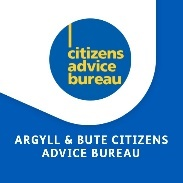 citizens
advice
bureau
ARGYLL & BUTE CITIZENS
ADVICE BUREAU